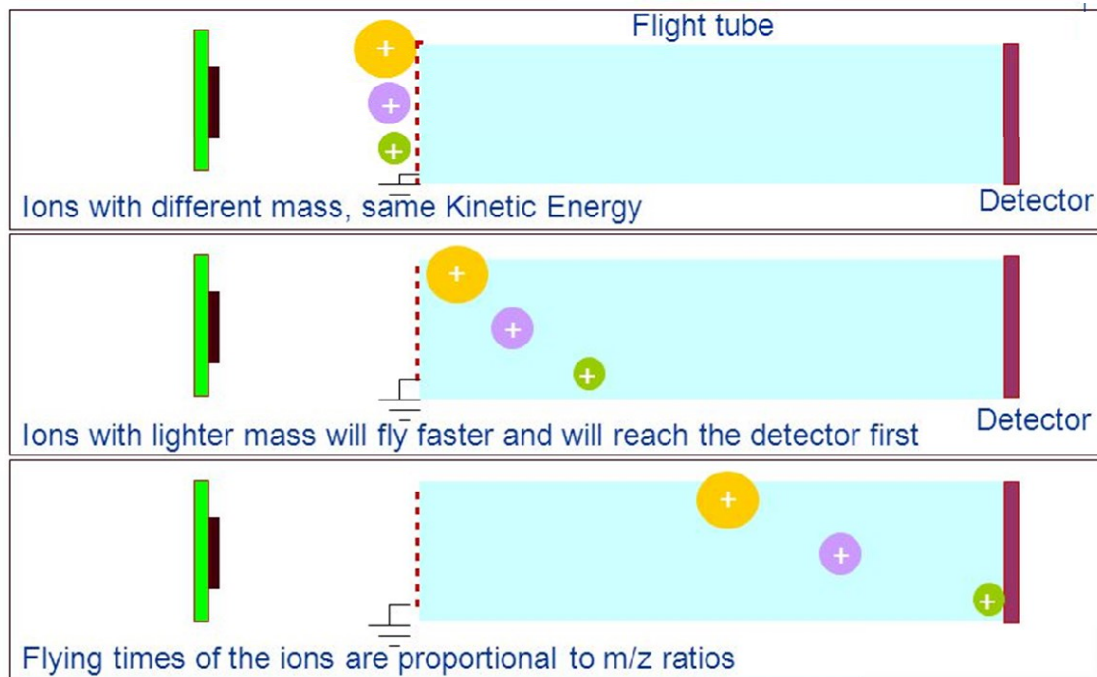 Flight tube
+
+
+
Ions with different mass, same Kinetic Energy
Detector
+
+
+
Ions with lighter mass will fly faster and will reach the detector first
Detector
+
+
+
Flying times of the ions are proportional to m/z ratios